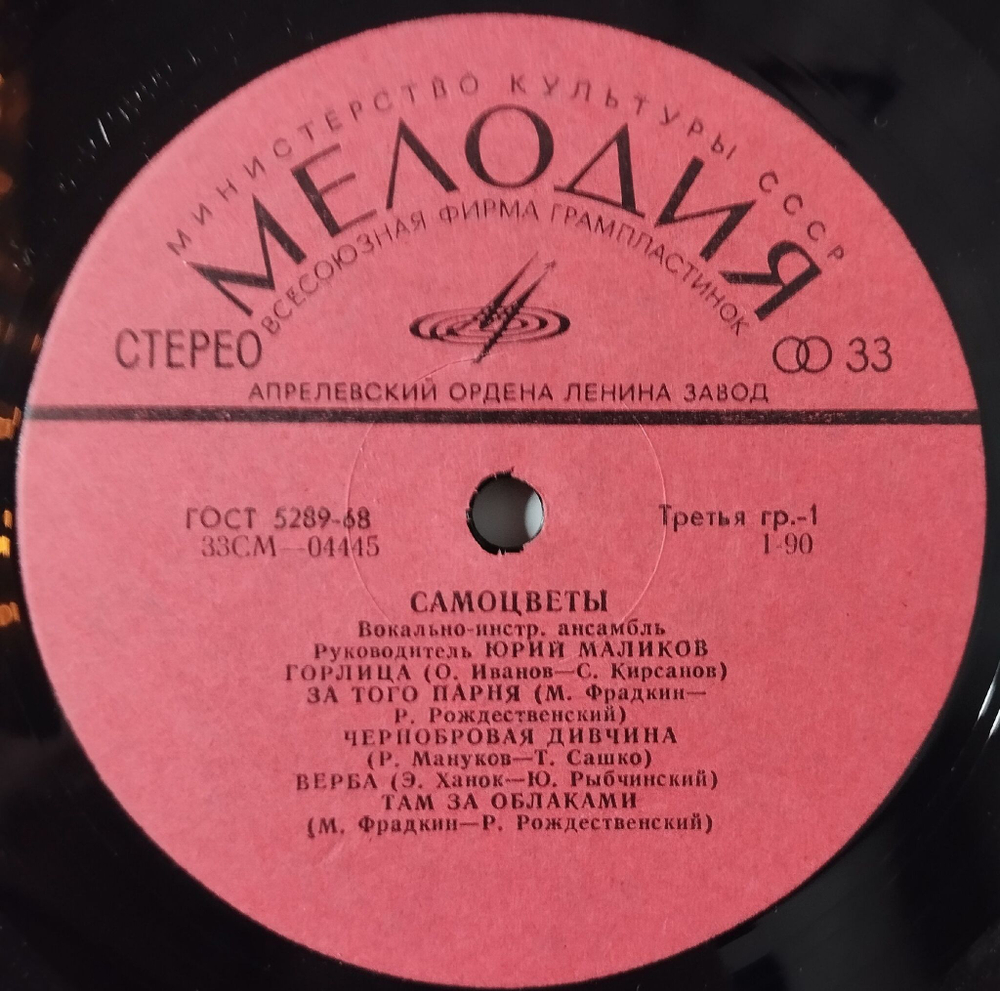 МИНИСТЕРСТВО КУЛЬТУРЫ СССР
МЕЛОДИЯ
ВСЕСОЮЗНАЯ ФИРМА ГРАМПЛАСТИНОК
СТЕРЕО
33
АПРЕЛЕВСКИЙ ОРДЕНА ЛЕНИНА ЗАВОД
ГОСТ 5289-68
Третья гр.-1
33СМ—04445
1-90
САМОЦВЕТЫ
Вокально-инстр. ансамбль
Руководитель ЮРИЙ МАЛИКОВ
ГОРЛИЦА (О. Иванов—С. Кирсанов)
ЗА ТОГО ПАРНЯ (М. Фрадкин—
Р. Рождественский)
ЧЕРНОБРОВАЯ ДИВЧИНА
(Р. Мануков—Т. Сашко)
ВЕРБА (Э. Ханок—Ю. Рыбчинский)
ТАМ ЗА ОБЛАКАМИ
(М. Фрадкин—Р. Рождественский)